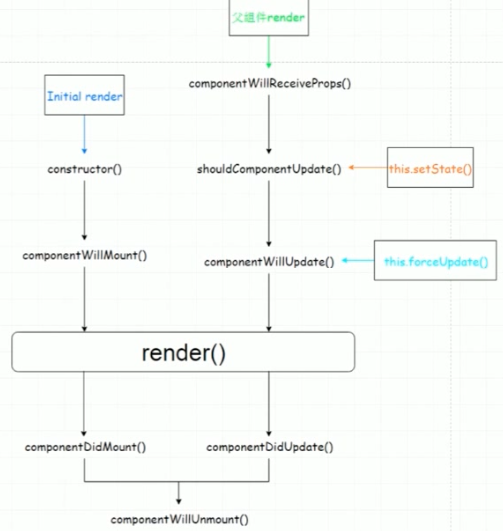 父组件render
componentWillReceiveProps()
Initial render
constructor()
shouldComponentUpdate()
this.setState()
componentWillMount()
componentWillUpdate()
this.forceUpdate()
render()
componentDidMount()
componentDidUpdate()
componentWillUnmount()